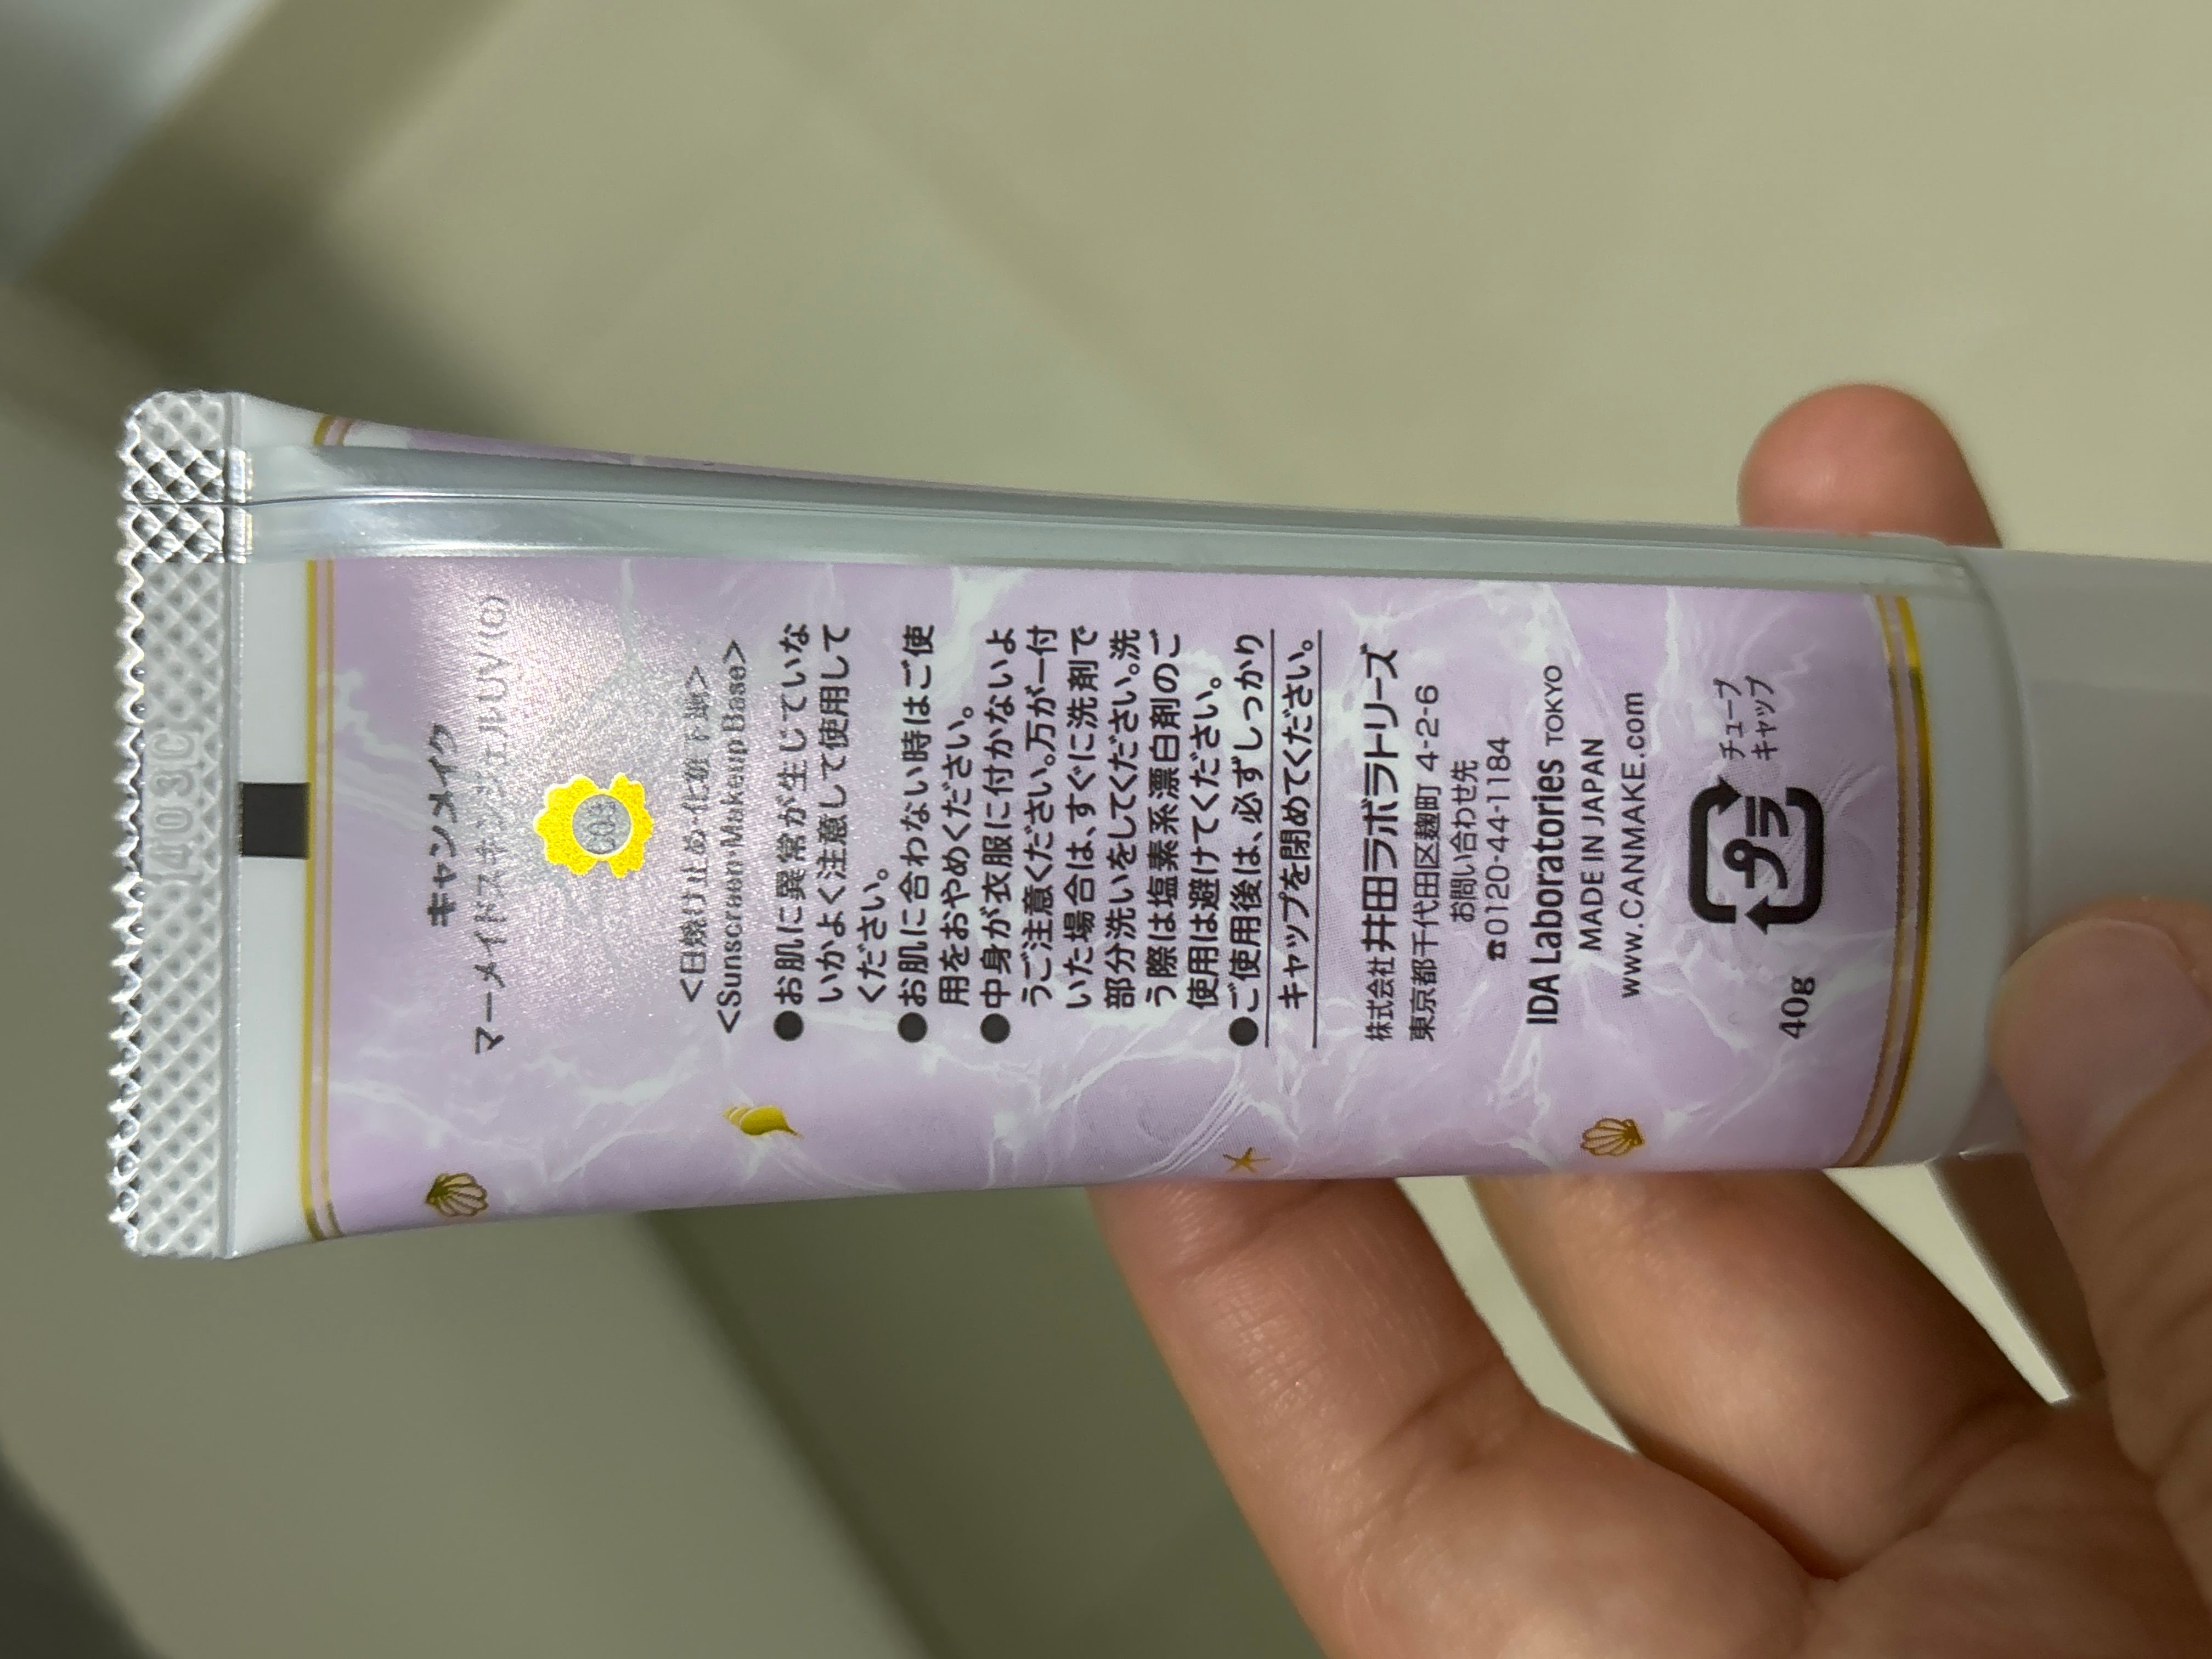 403C
キャンメイク
マーメイドスキンジェルUV(C)
<日焼け止め・化粧下地>
<Sunscreen・Makeup Base>
●お肌に異常が生じていな
いかよく注意して使用して
ください。
●お肌に合わない時はご使
用をおやめください。
●中身が衣服に付かないよ
うご注意ください。万が一付
いた場合は、すぐに洗剤で
部分洗いをしてください。洗
う際は塩素系漂白剤のご
使用は避けてください。
●ご使用後は、必ずしっかり
キャップを閉めてください。
株式会社 井田ラボラトリーズ
東京都千代田区麹町 4-2-6
お問い合わせ先
☎0120-44-1184
IDA Laboratories TOKYO
MADE IN JAPAN
www.CANMAKE.com
プラ
チューブ
キャップ
40g